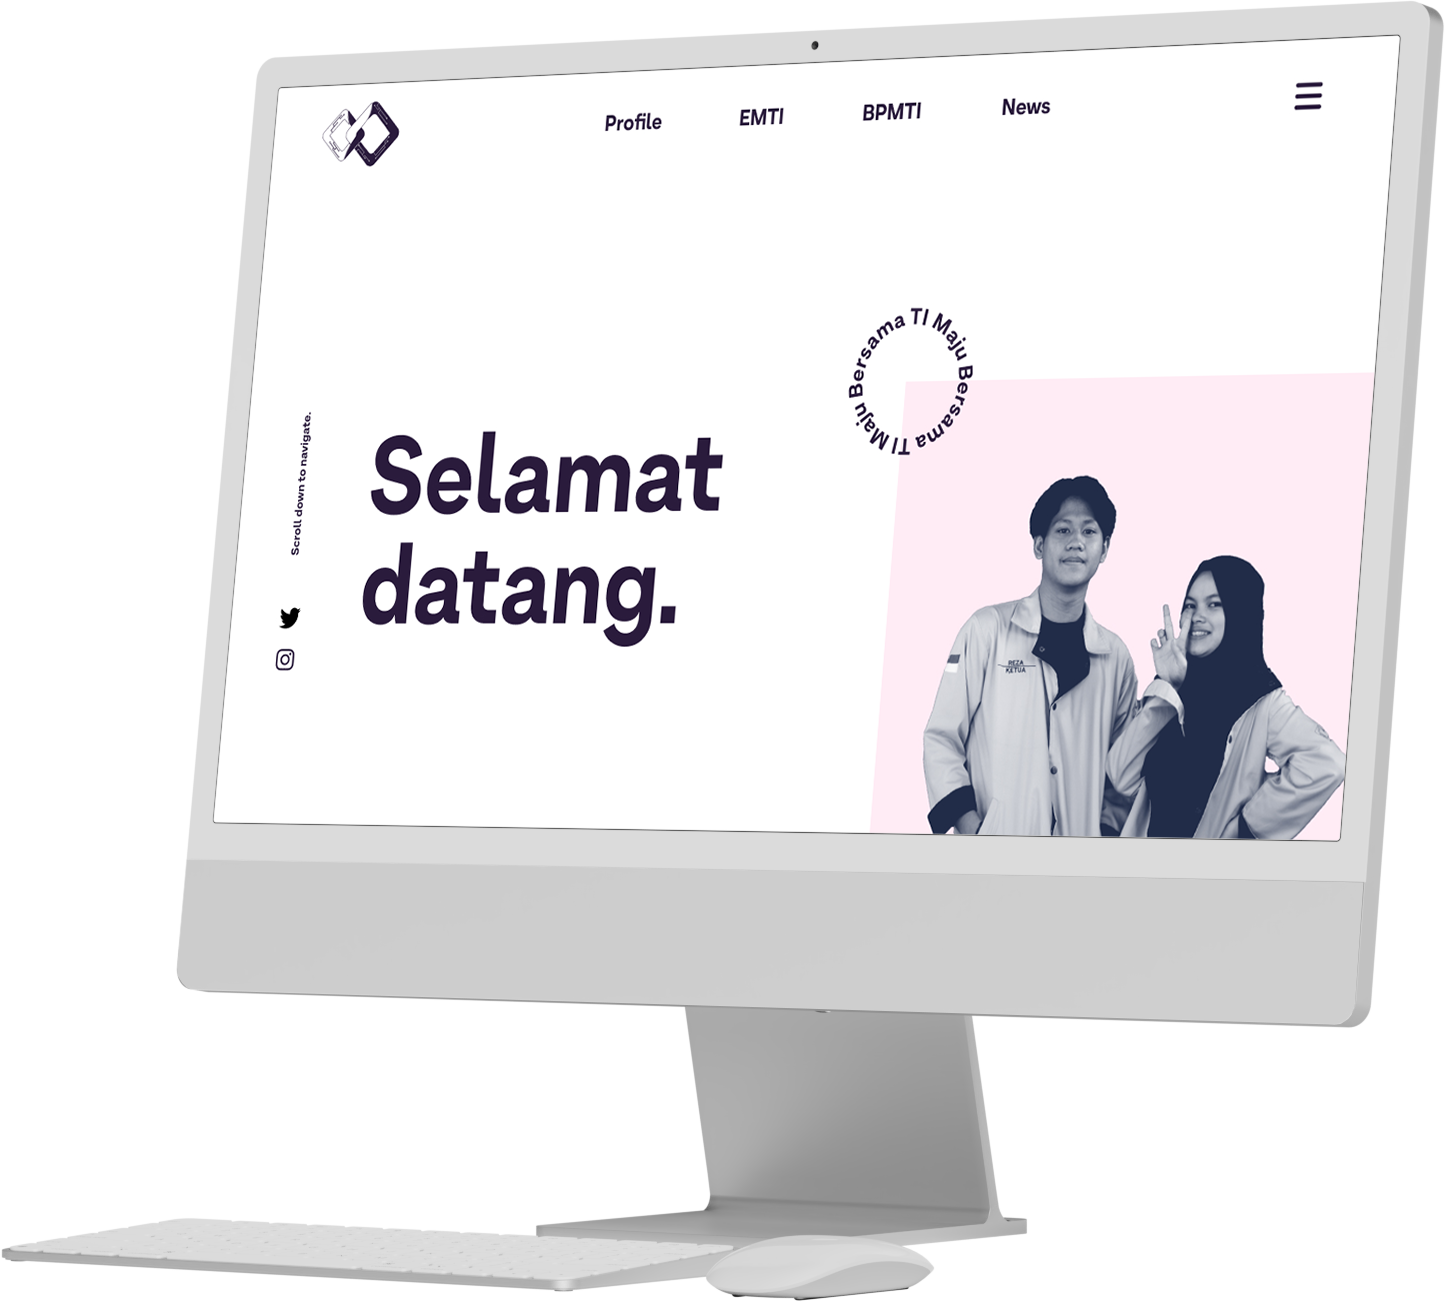 Profile
EMTI
BPMTI
News
TI Maju Bersama TI Maju Bersama
Scroll down to navigate.
Selamat
datang.
REZA
KETUA